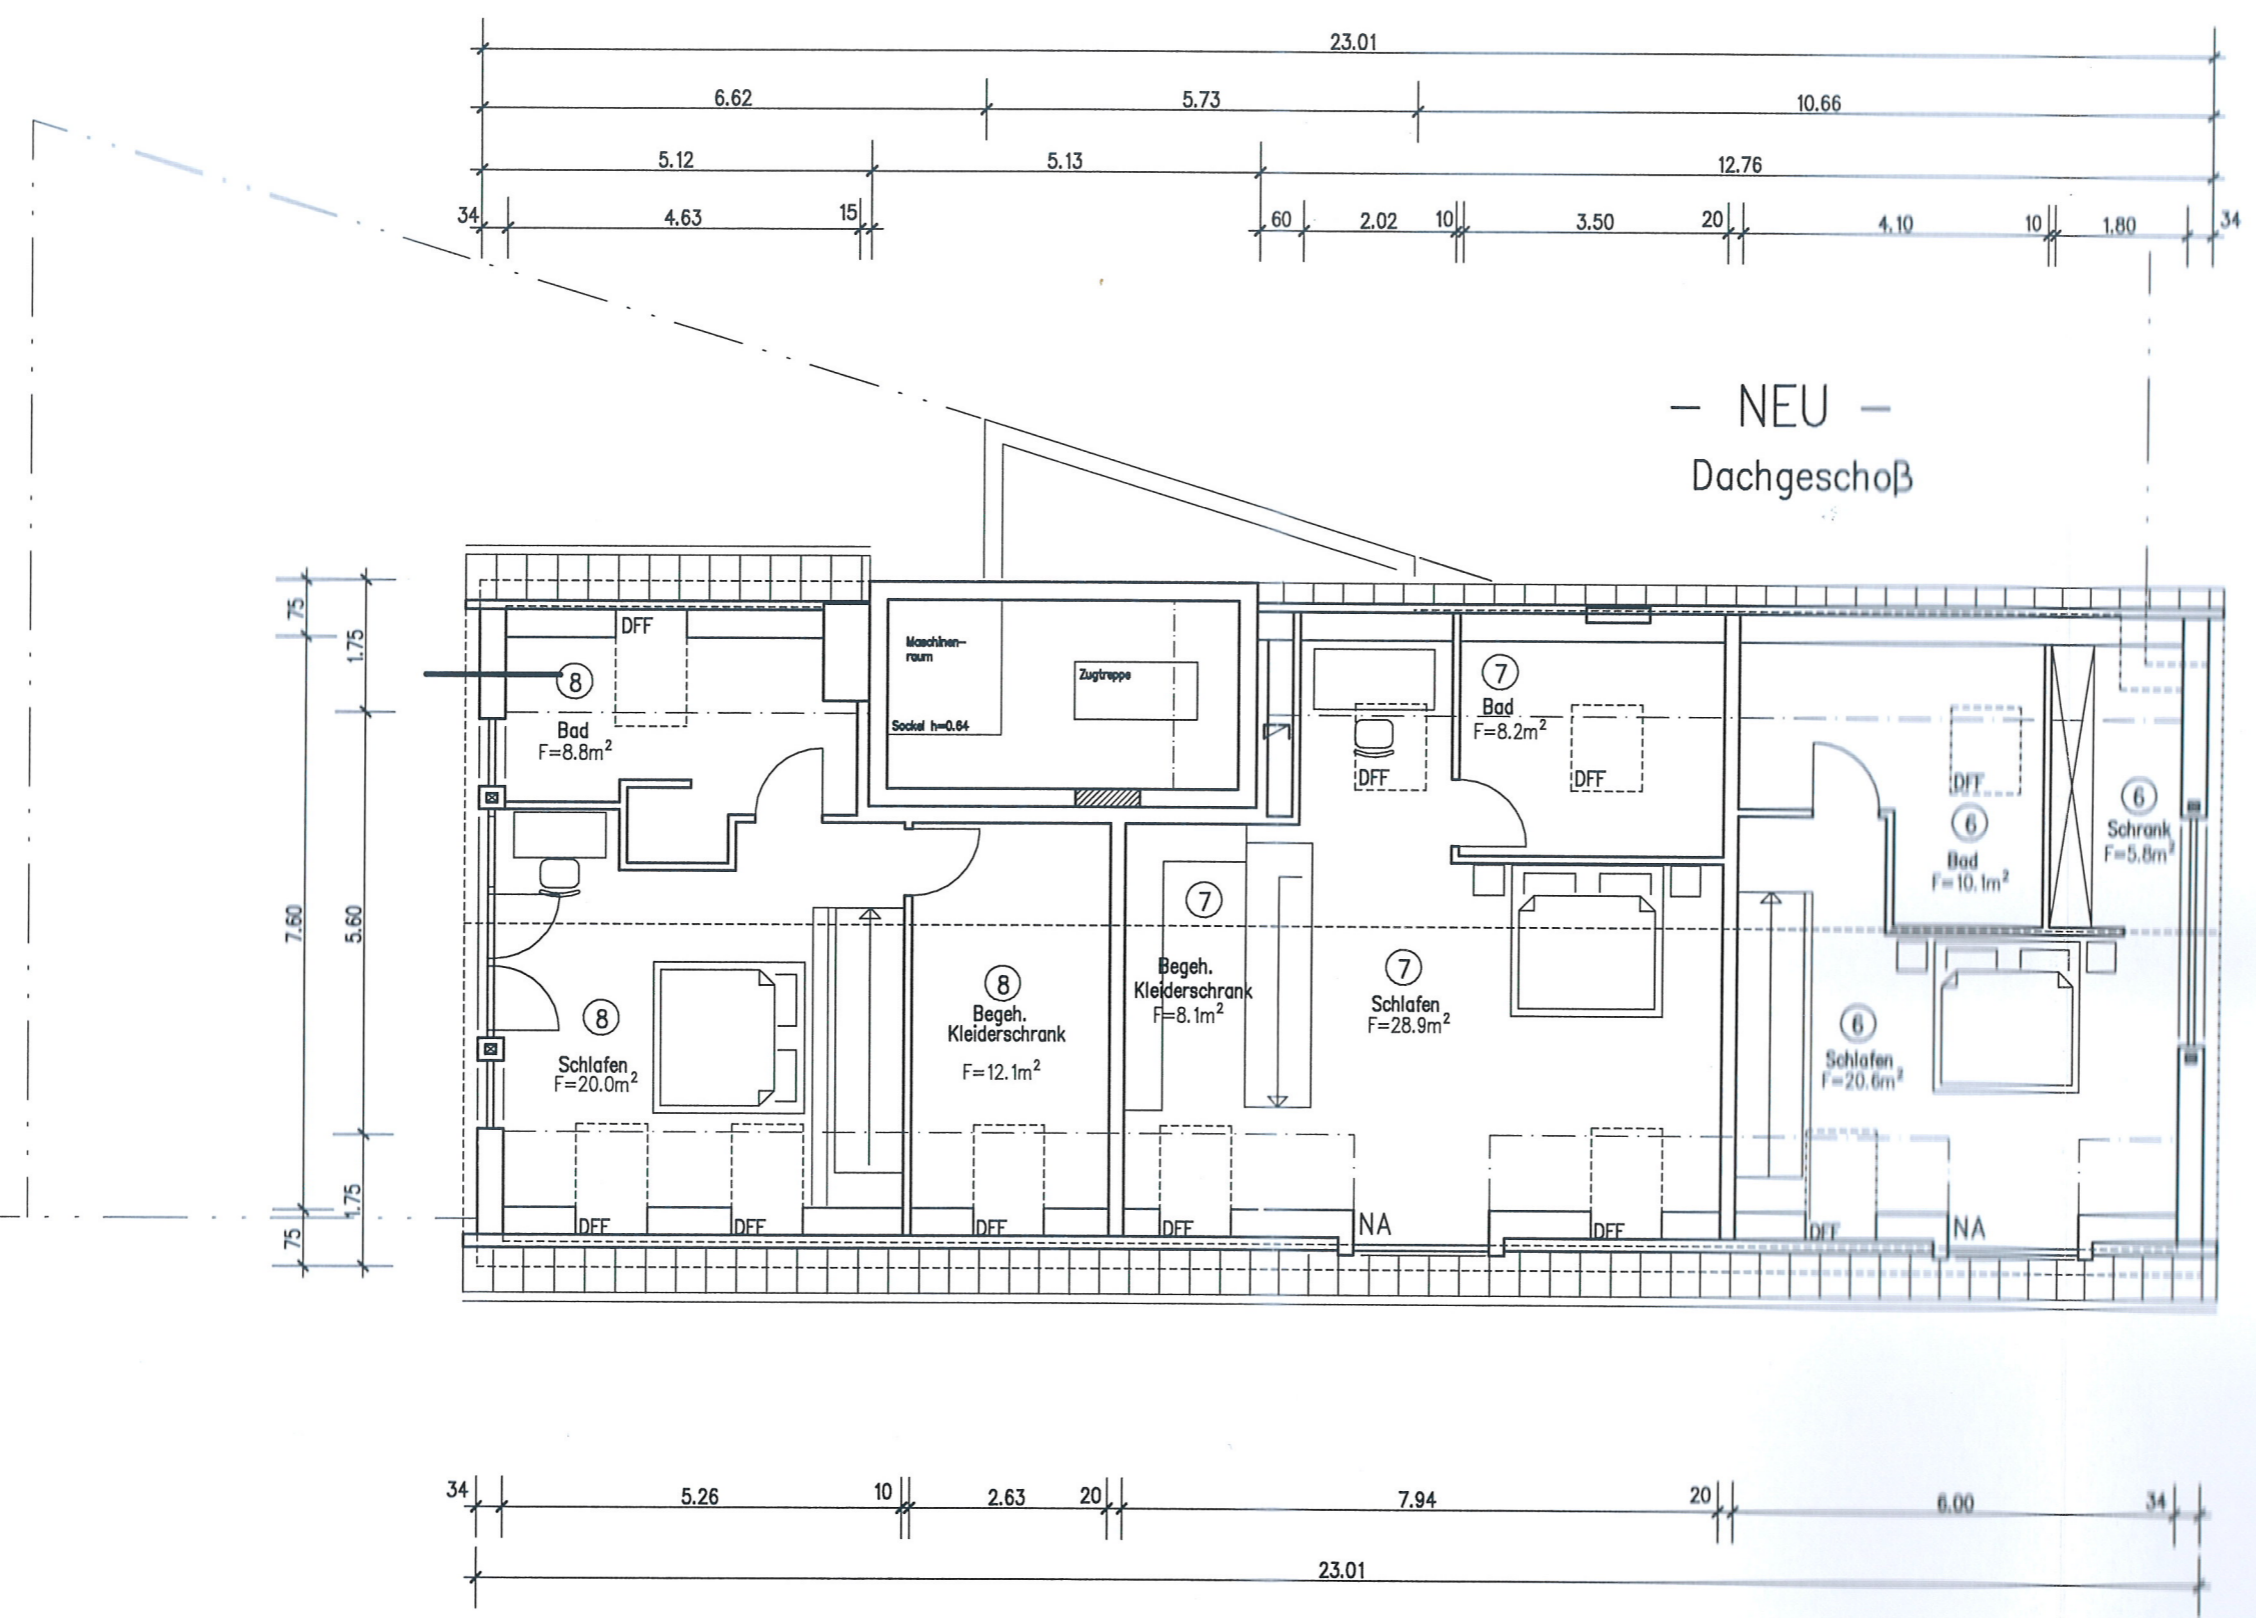 23.01
6.62 5.73 10.66
5.12 5.13 12.76
34 4.63 15 60 2.02 10 3.50 20 4.10 10 1.80 34
– NEU –
Dachgeschoß
75
1.75
7.60
5.60
1.75
75
DFF
8
Bad
F=8.8m²
Maschinen-
raum
Zugtreppe
Sockel h=0.64
DFF
7
Bad
F=8.2m²
DFF
DFF
6
Bad
F=10.1m²
6
Schrank
F=5.8m²
8
Schlafen
F=20.0m²
8
Begeh.
Kleiderschrank
F=12.1m²
7
Begeh.
Kleiderschrank
F=8.1m²
7
Schlafen
F=28.9m²
6
Schlafen
F=20.6m²
DFF DFF DFF DFF NA DFF DFF NA
34 5.26 10 2.63 20 7.94 20 6.00 34
23.01